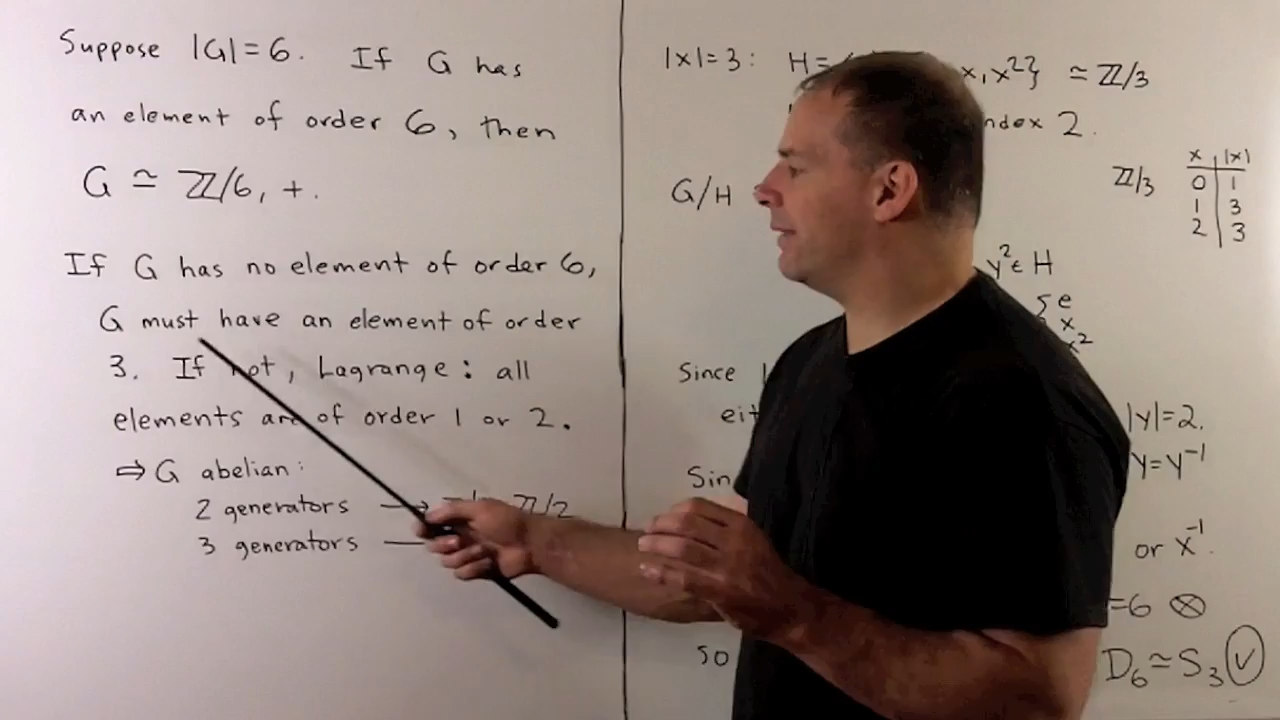 Suppose |G|=6. If G has
an element of order 6, then
G ≃ ℤ/6, +.
If G has no element of order 6,
G must have an element of order
3. If not, Lagrange: all
elements are of order 1 or 2.
⇒ G abelian:
2 generators → ℤ/2
3 generators —
|x|=3: H= x, x²} ≃ ℤ/3
index 2.
G/H
ℤ/3
x |x|
0 1
1 3
2 3
y² ∈ H
e
x
x²
Since
|y|=2.
y=y⁻¹
or x⁻¹.
=6 ⊗
so D₆≃S₃ ✓